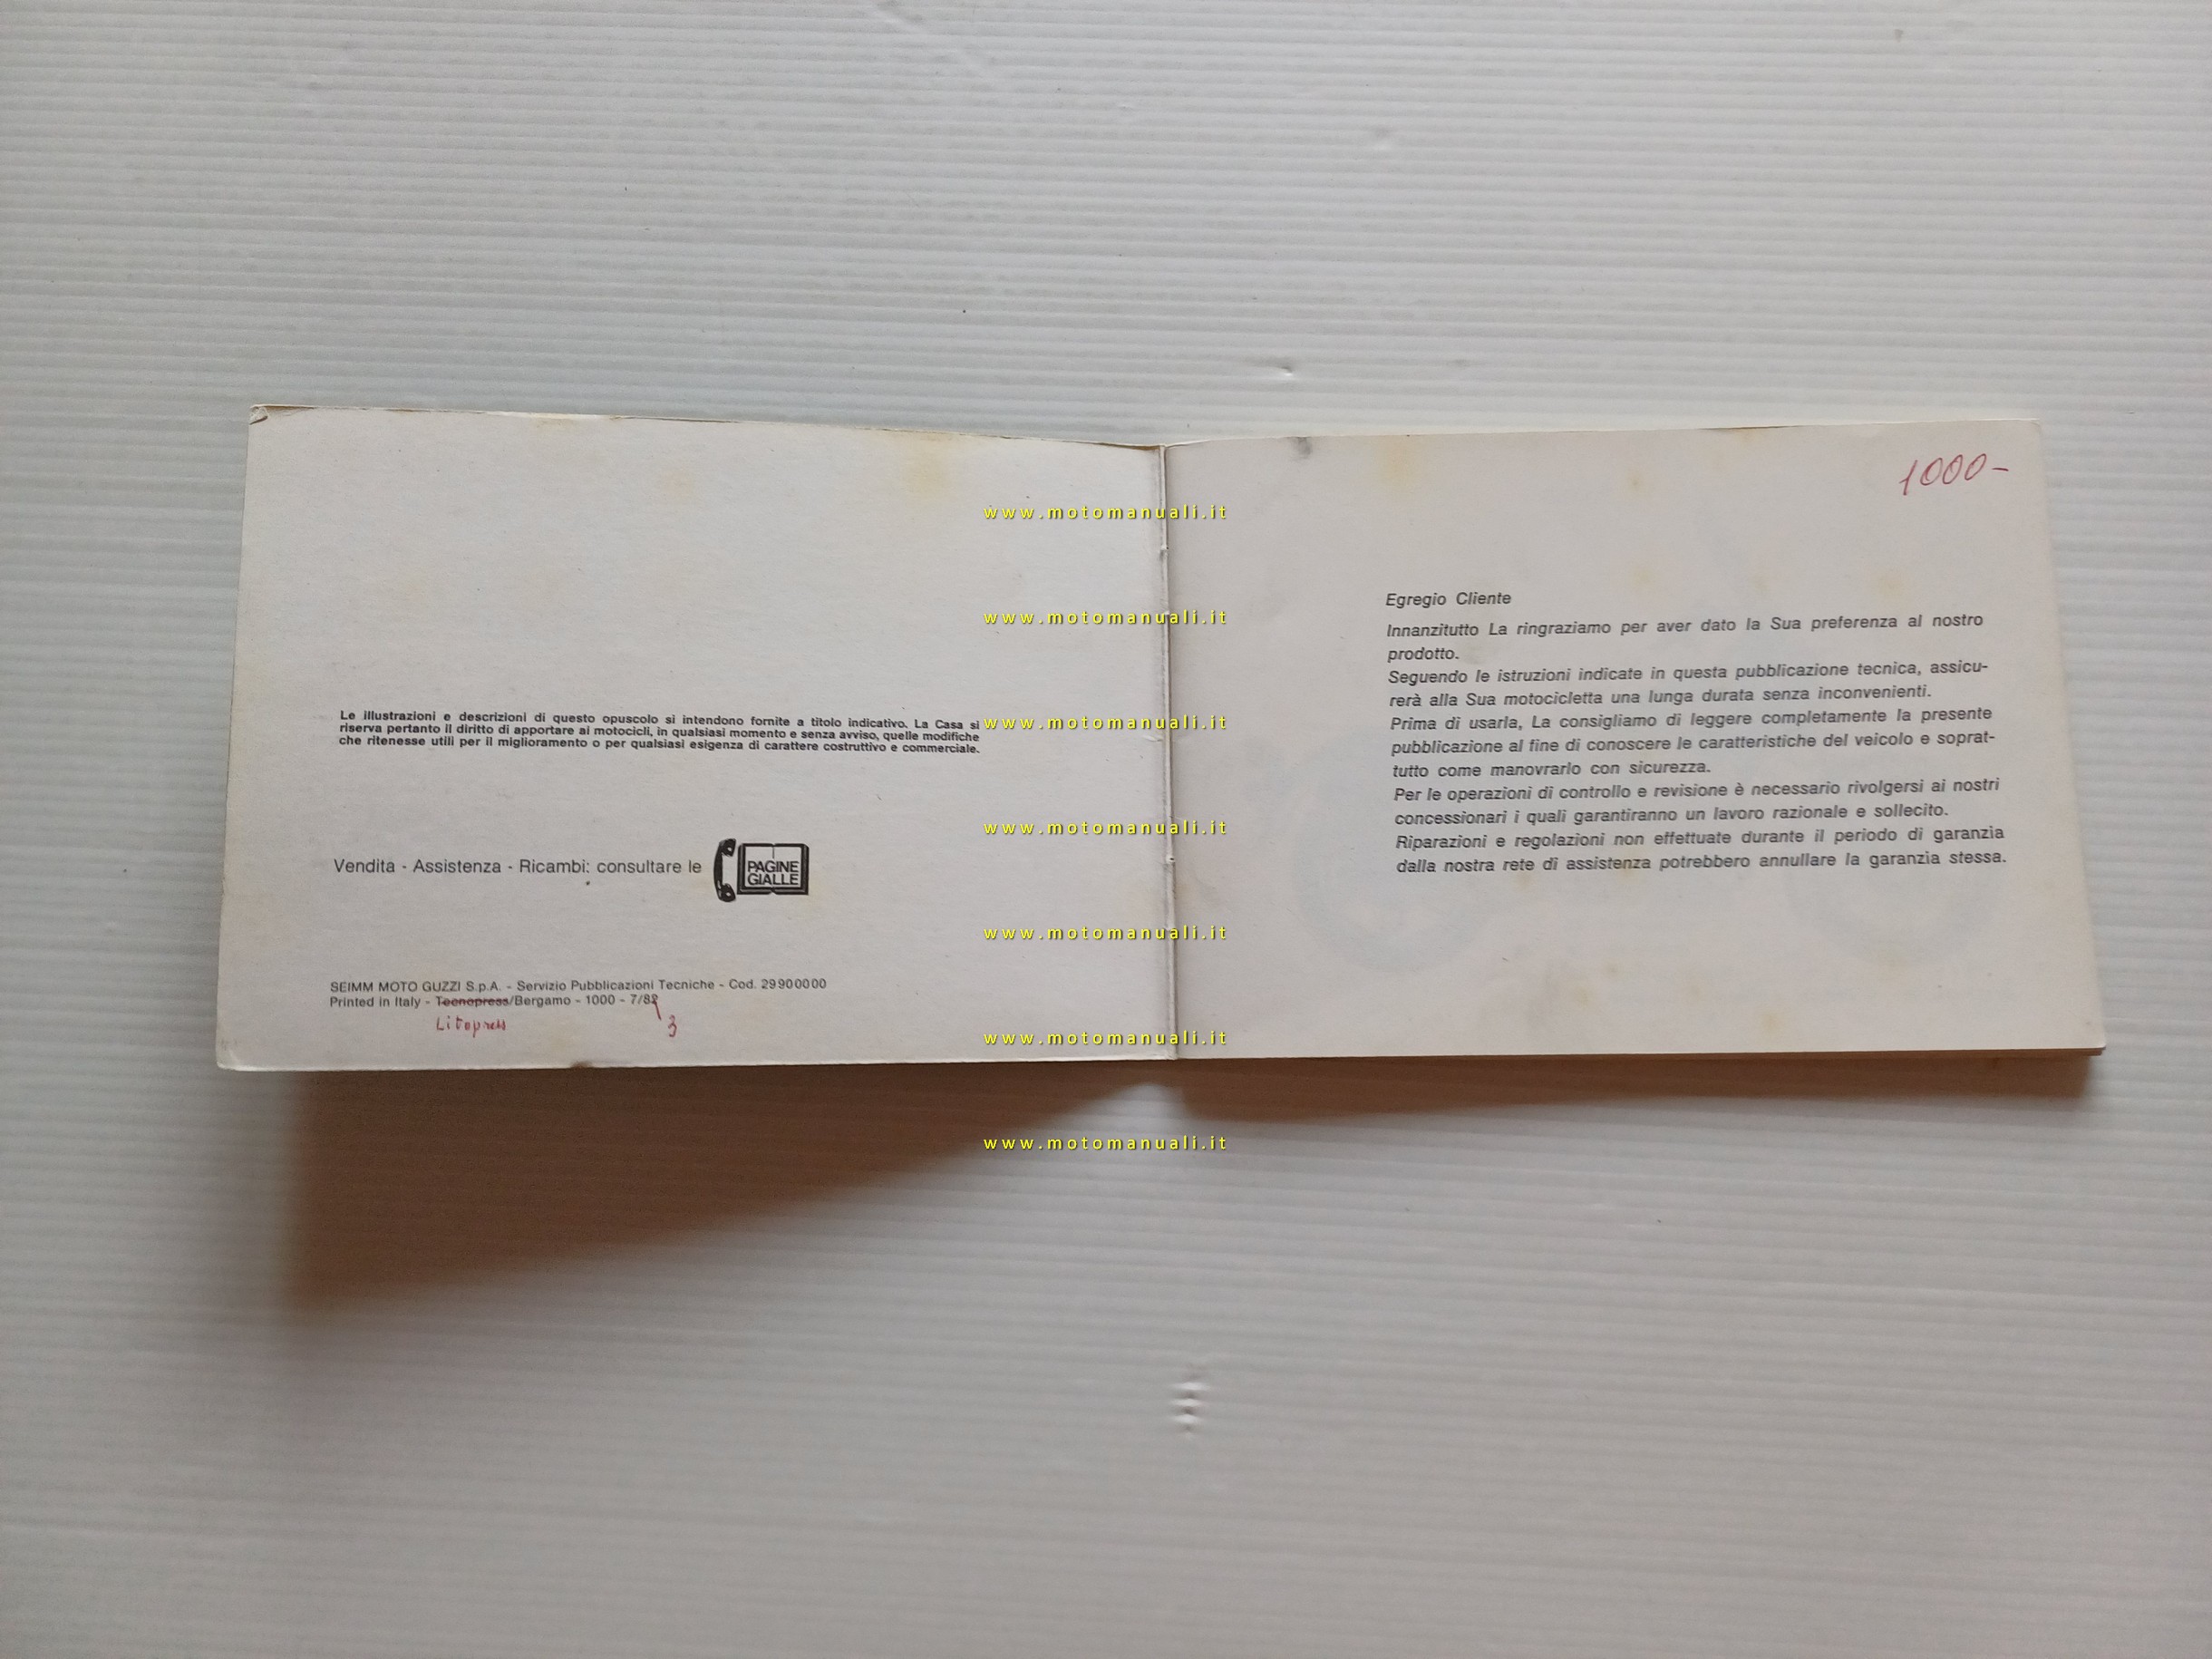 Le illustrazioni e descrizioni di questo opuscolo si intendono fornite a titolo indicativo. La Casa si
riserva pertanto il diritto di apportare ai motocicli, in qualsiasi momento e senza avviso, quelle modifiche
che ritenesse utili per il miglioramento o per qualsiasi esigenza di carattere costruttivo e commerciale.
Vendita - Assistenza - Ricambi: consultare le
PAGINE
GIALLE
SEIMM MOTO GUZZI S.p.A. - Servizio Pubblicazioni Tecniche - Cod. 29900000
Printed in Italy - Tecnopress/Bergamo - 1000 - 7/82
Litopress
3
1000-
Egregio Cliente
Innanzitutto La ringraziamo per aver dato la Sua preferenza al nostro
prodotto.
Seguendo le istruzioni indicate in questa pubblicazione tecnica, assicu-
rerà alla Sua motocicletta una lunga durata senza inconvenienti.
Prima di usarla, La consigliamo di leggere completamente la presente
pubblicazione al fine di conoscere le caratteristiche del veicolo e soprat-
tutto come manovrarlo con sicurezza.
Per le operazioni di controllo e revisione è necessario rivolgersi ai nostri
concessionari i quali garantiranno un lavoro razionale e sollecito.
Riparazioni e regolazioni non effettuate durante il periodo di garanzia
dalla nostra rete di assistenza potrebbero annullare la garanzia stessa.
www.motomanuali.it
www.motomanuali.it
www.motomanuali.it
www.motomanuali.it
www.motomanuali.it
www.motomanuali.it
www.motomanuali.it